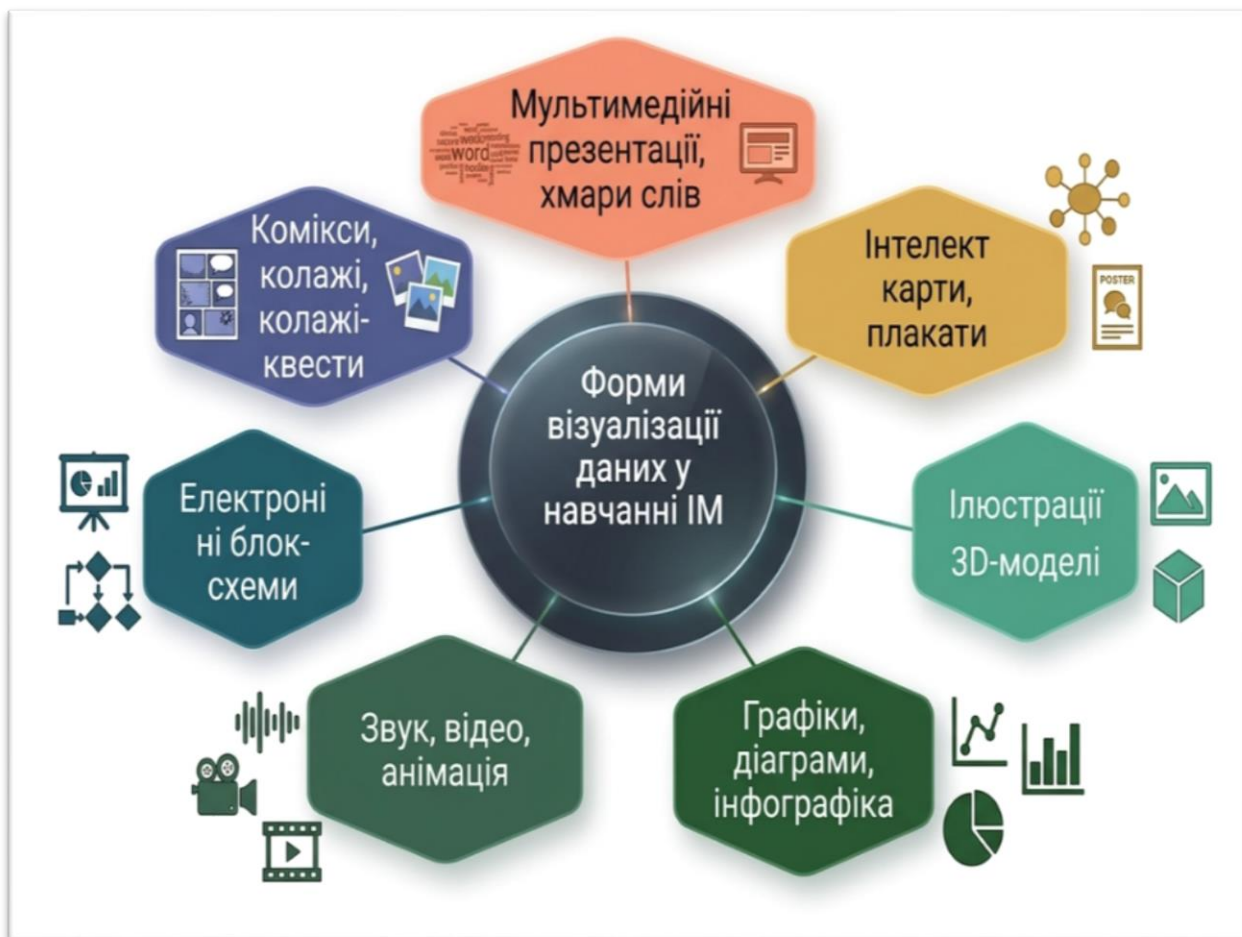 Мультимедійні
презентації,
хмари слів
word
Комікси,
колажі,
колажі-
квести
Інтелект
карти,
плакати
POSTER
Форми
візуалізації
даних у
навчанні ІМ
Електроні
ні блок-
схеми
Ілюстрації
3D-моделі
Звук, відео,
анімація
Графіки,
діаграми,
інфографіка